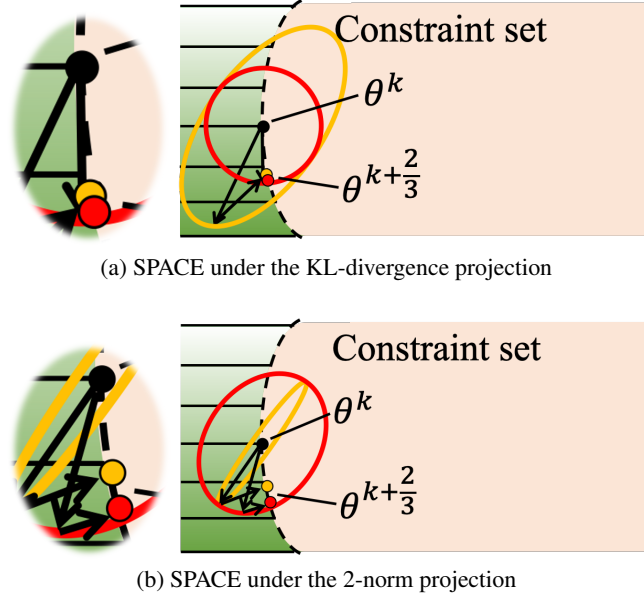 Constraint set
θ^k
θ^{k+2/3}
(a) SPACE under the KL-divergence projection
Constraint set
θ^k
θ^{k+2/3}
(b) SPACE under the 2-norm projection